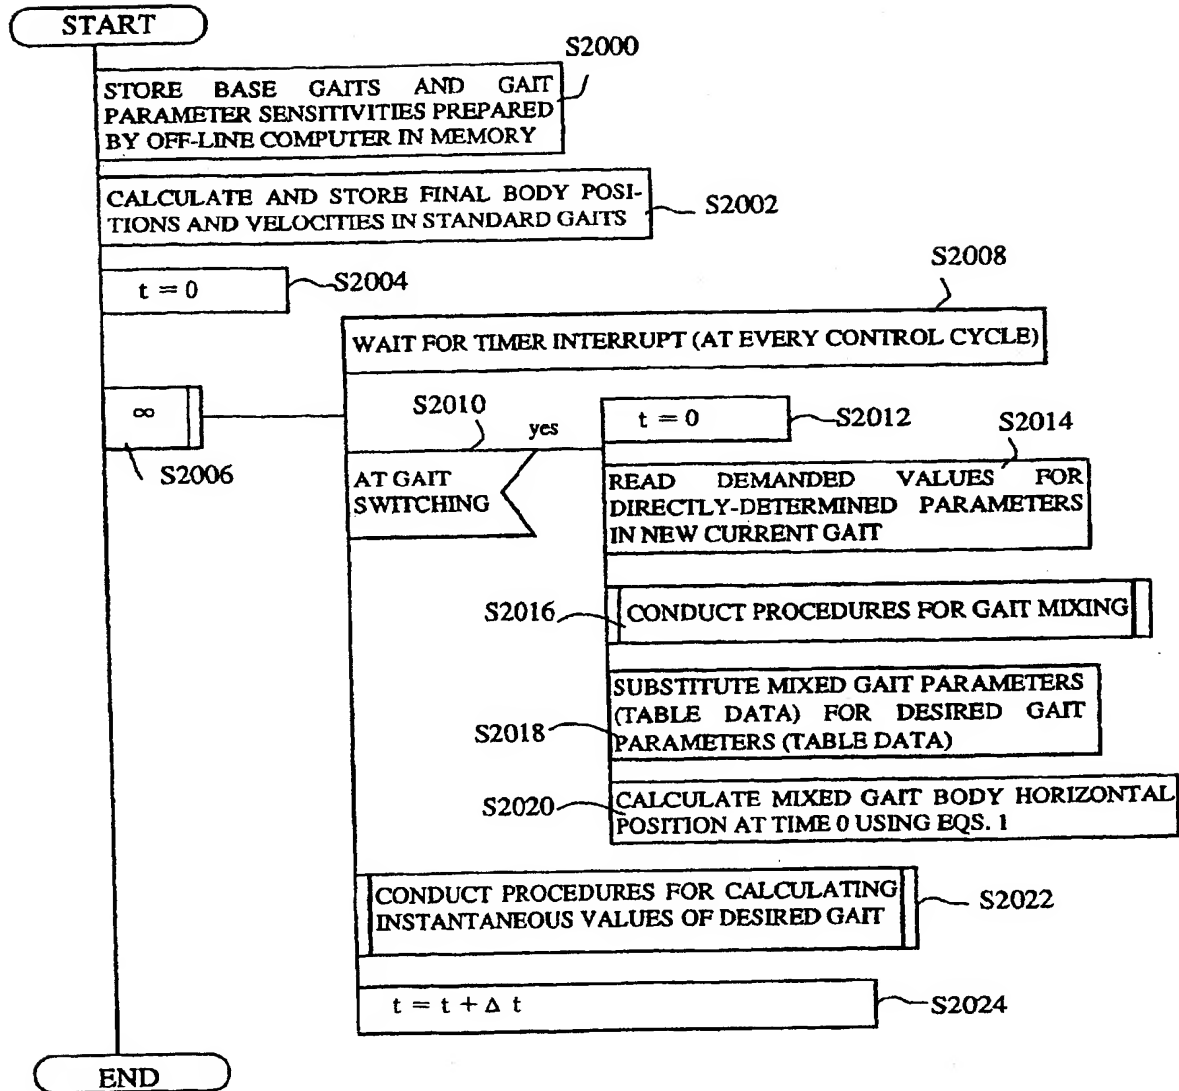 START
S2000
STORE BASE GAITS AND GAIT
PARAMETER SENSITIVITIES PREPARED
BY OFF-LINE COMPUTER IN MEMORY
CALCULATE AND STORE FINAL BODY POSI-
TIONS AND VELOCITIES IN STANDARD GAITS
S2002
t = 0
S2004
S2008
WAIT FOR TIMER INTERRUPT (AT EVERY CONTROL CYCLE)
∞
S2006
S2010
yes
AT GAIT
SWITCHING
t = 0
S2012
S2014
READ DEMANDED VALUES FOR
DIRECTLY-DETERMINED PARAMETERS
IN NEW CURRENT GAIT
S2016
CONDUCT PROCEDURES FOR GAIT MIXING
SUBSTITUTE MIXED GAIT PARAMETERS
(TABLE DATA) FOR DESIRED GAIT
PARAMETERS (TABLE DATA)
S2018
S2020
CALCULATE MIXED GAIT BODY HORIZONTAL
POSITION AT TIME 0 USING EQS. 1
CONDUCT PROCEDURES FOR CALCULATING
INSTANTANEOUS VALUES OF DESIRED GAIT
S2022
t = t + Δ t
S2024
END